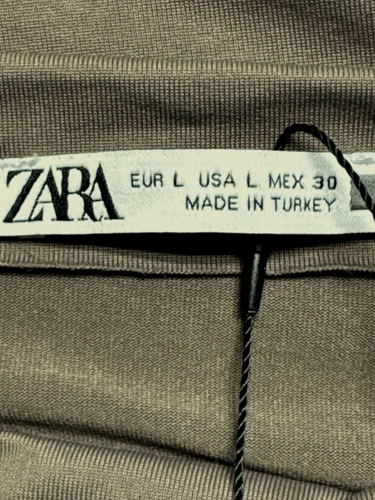 ZARA
EUR L USA L MEX 30
MADE IN TURKEY